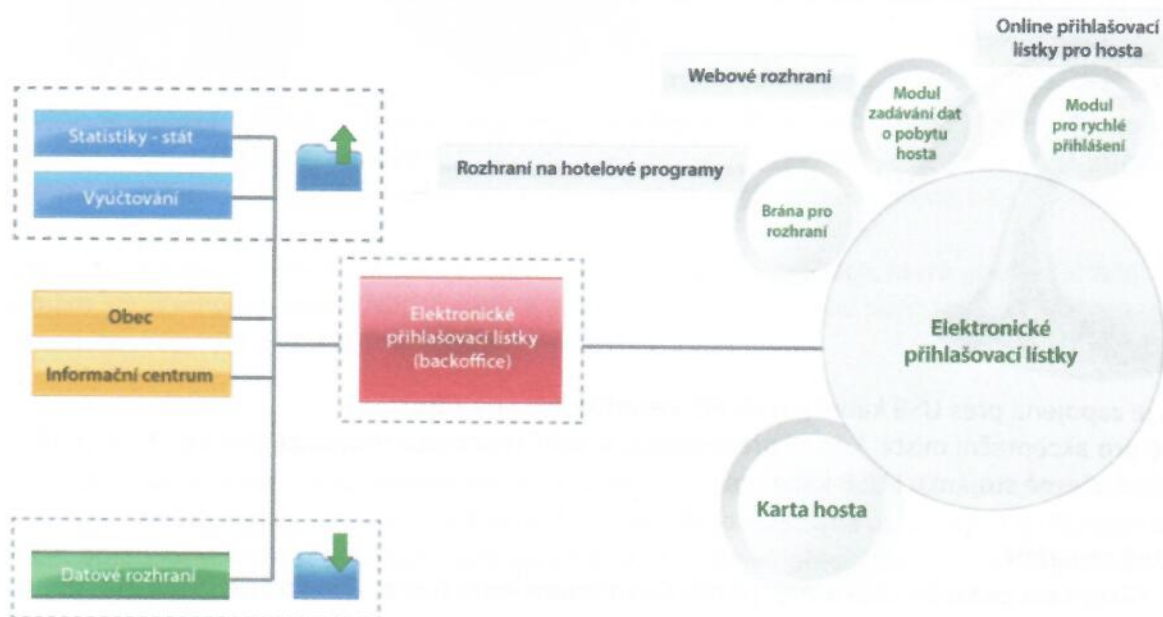 Online přihlašovací
lístky pro hosta
Webové rozhraní
Modul
zadávání dat
o pobytu
hosta
Modul
pro rychlé
přihlášení
Statistiky - stát
Vyúčtování
Rozhraní na hotelové programy
Brána pro
rozhraní
Obec
Informační centrum
Elektronické
přihlašovací lístky
(backoffice)
Elektronické
přihlašovací lístky
Karta hosta
Datové rozhraní